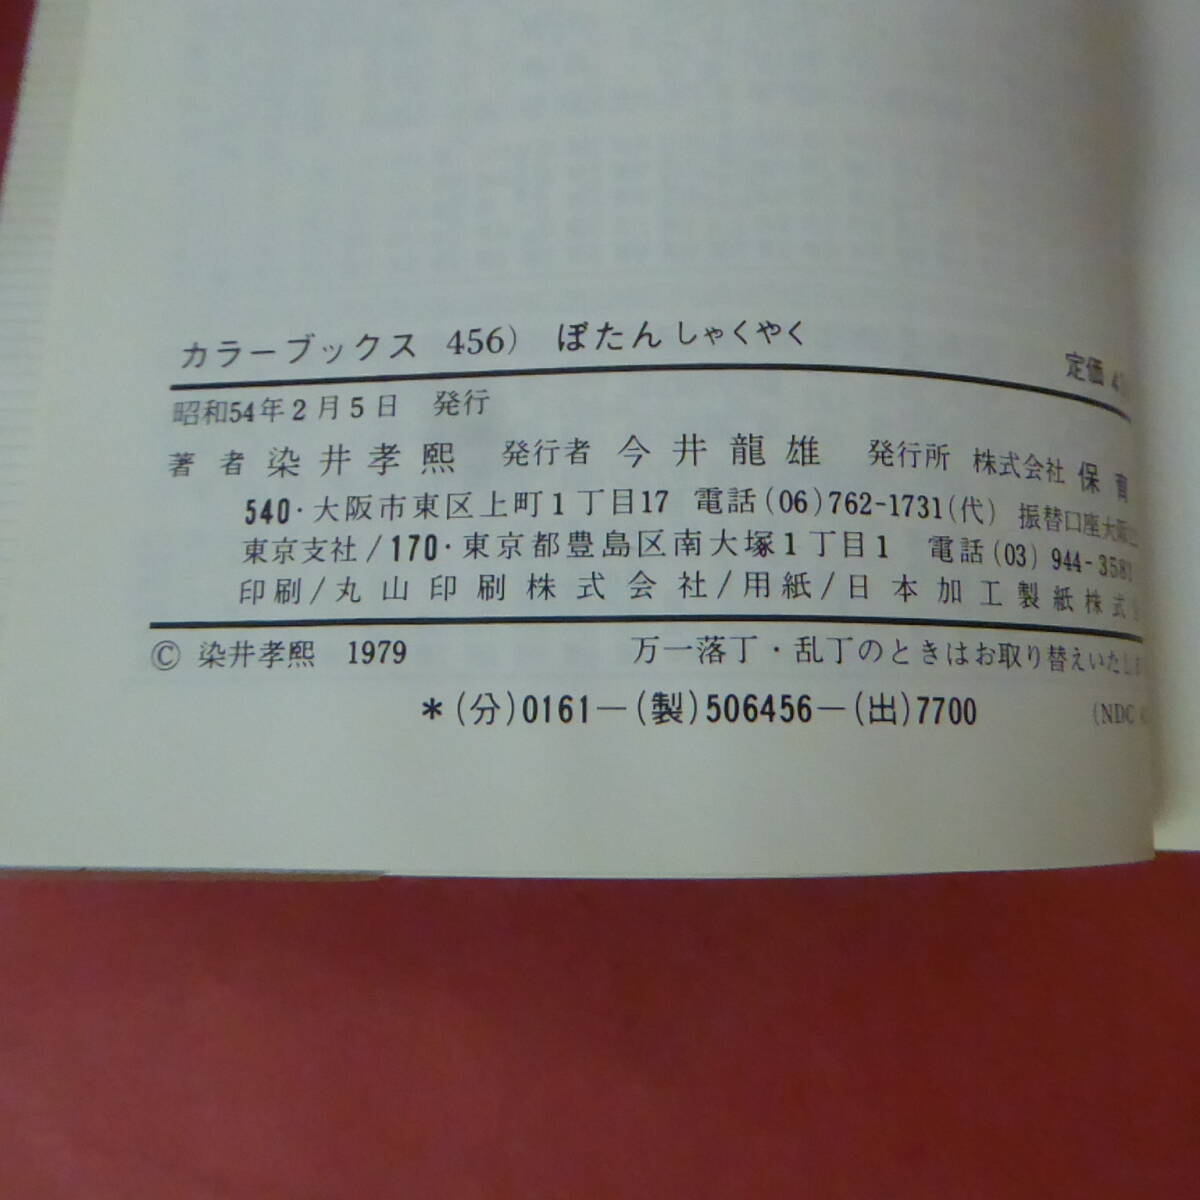 カラーブックス 456) ぼたん しゃくやく
定価 4
昭和54年2月5日 発行
著者 染井孝熙 発行者 今井龍雄 発行所 株式会社 保育
540・大阪市東区上町1丁目17 電話(06)762-1731(代) 振替口座大阪
東京支社/170・東京都豊島区南大塚1丁目1 電話(03)944-3581
印刷/丸山印刷株式会社/用紙/日本加工製紙株式
© 染井孝熙 1979 万一落丁・乱丁のときはお取り替えいたしま
*(分)0161―(製)506456―(出)7700
(NDC